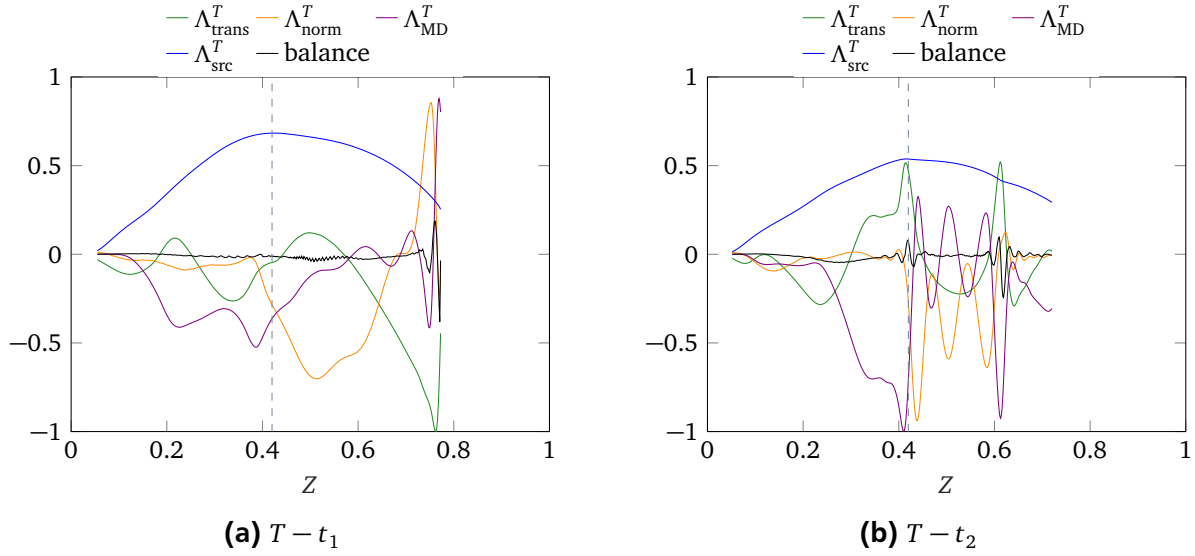 Λ^T_trans Λ^T_norm Λ^T_MD
Λ^T_src balance
1
0.5
0
−0.5
−1
0 0.2 0.4 0.6 0.8 1
Z
(a) T − t₁
Λ^T_trans Λ^T_norm Λ^T_MD
Λ^T_src balance
1
0.5
0
−0.5
−1
0 0.2 0.4 0.6 0.8 1
Z
(b) T − t₂